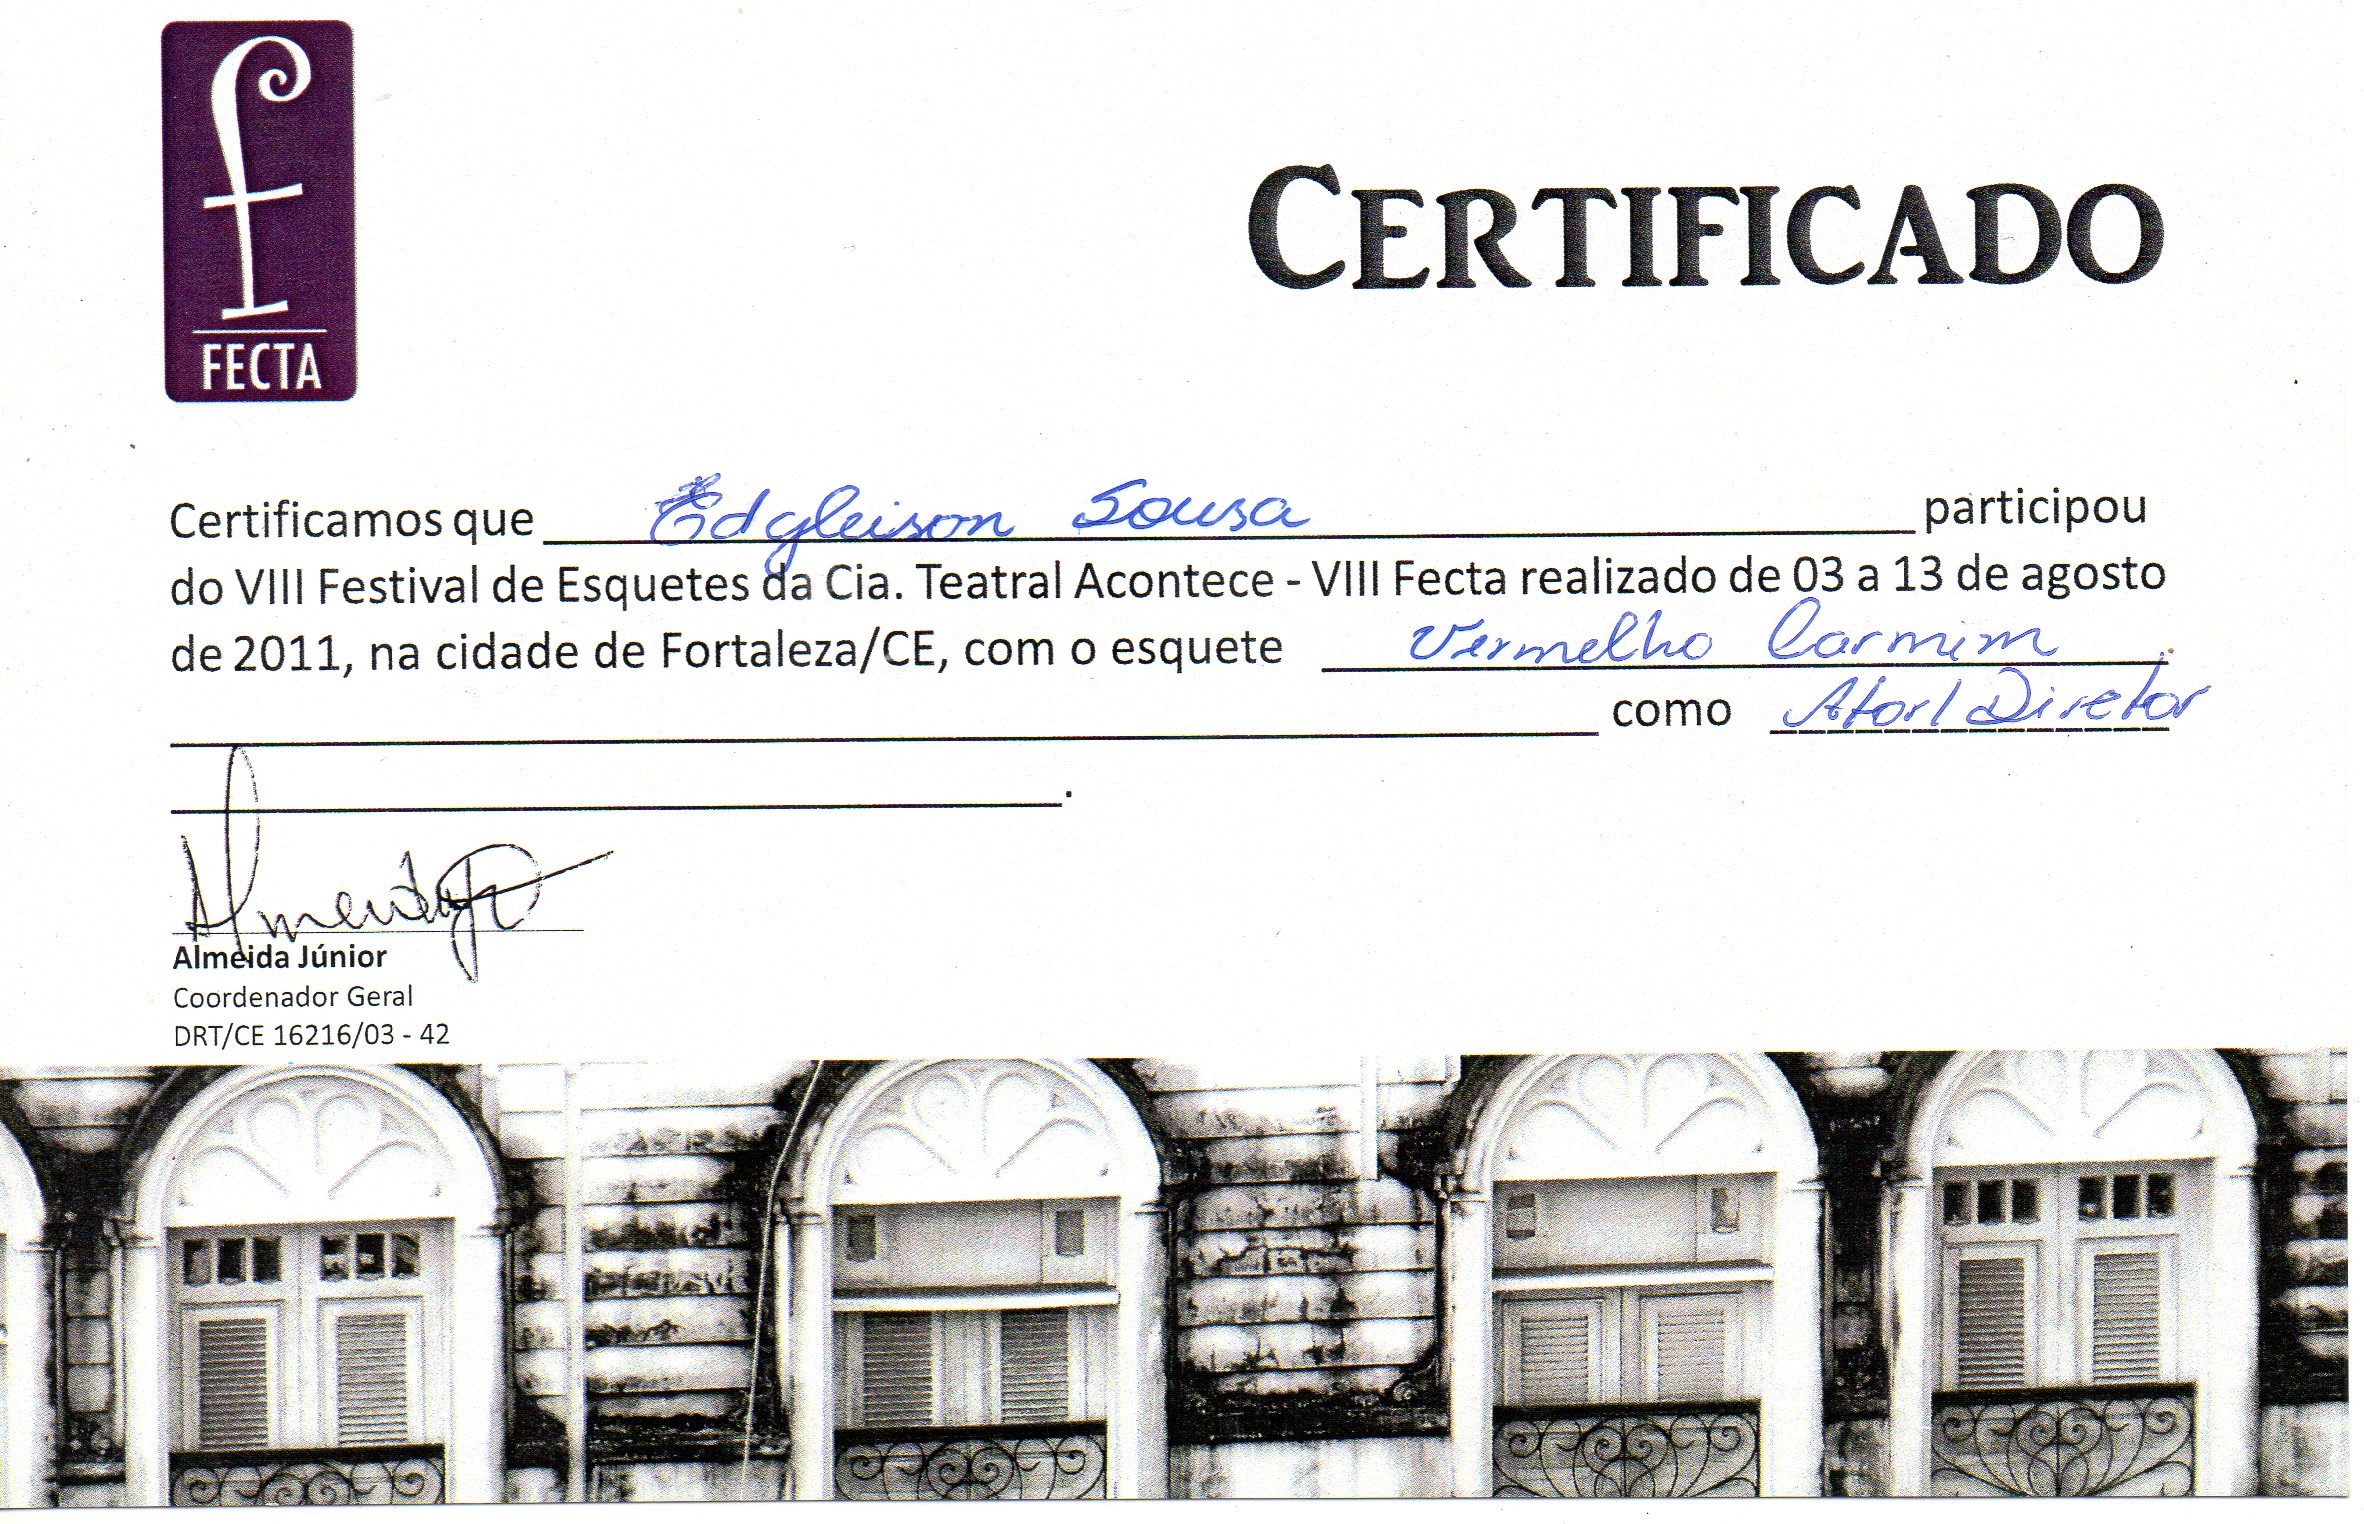 f
FECTA
CERTIFICADO
Certificamos que Edgleison Sousa participou
do VIII Festival de Esquetes da Cia. Teatral Acontece - VIII Fecta realizado de 03 a 13 de agosto
de 2011, na cidade de Fortaleza/CE, com o esquete Vermelho Carmim
como Ator/Diretor
.
Almeida Jr
Almeida Júnior
Coordenador Geral
DRT/CE 16216/03 - 42